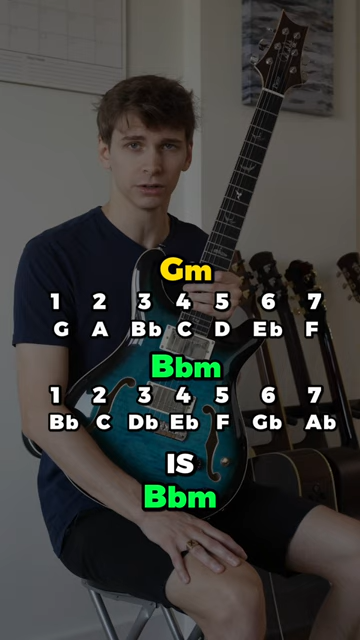 Gm
1 2 3 4 5 6 7
G A Bb C D Eb F
Bbm
1 2 3 4 5 6 7
Bb C Db Eb F Gb Ab
IS
Bbm